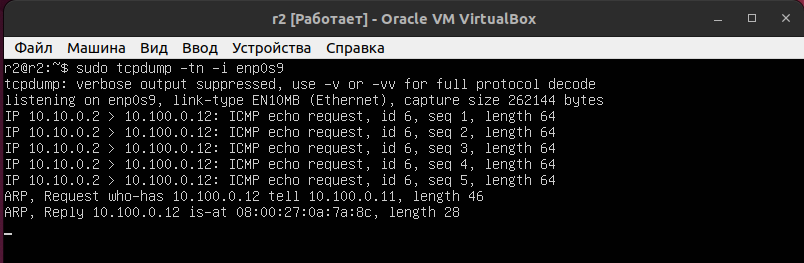 r2 [Работает] - Oracle VM VirtualBox
Файл Машина Вид Ввод Устройства Справка
r2@r2:~$ sudo tcpdump -tn -i enp0s9
tcpdump: verbose output suppressed, use -v or -vv for full protocol decode
listening on enp0s9, link-type EN10MB (Ethernet), capture size 262144 bytes
IP 10.10.0.2 > 10.100.0.12: ICMP echo request, id 6, seq 1, length 64
IP 10.10.0.2 > 10.100.0.12: ICMP echo request, id 6, seq 2, length 64
IP 10.10.0.2 > 10.100.0.12: ICMP echo request, id 6, seq 3, length 64
IP 10.10.0.2 > 10.100.0.12: ICMP echo request, id 6, seq 4, length 64
IP 10.10.0.2 > 10.100.0.12: ICMP echo request, id 6, seq 5, length 64
ARP, Request who-has 10.100.0.12 tell 10.100.0.11, length 46
ARP, Reply 10.100.0.12 is-at 08:00:27:0a:7a:8c, length 28